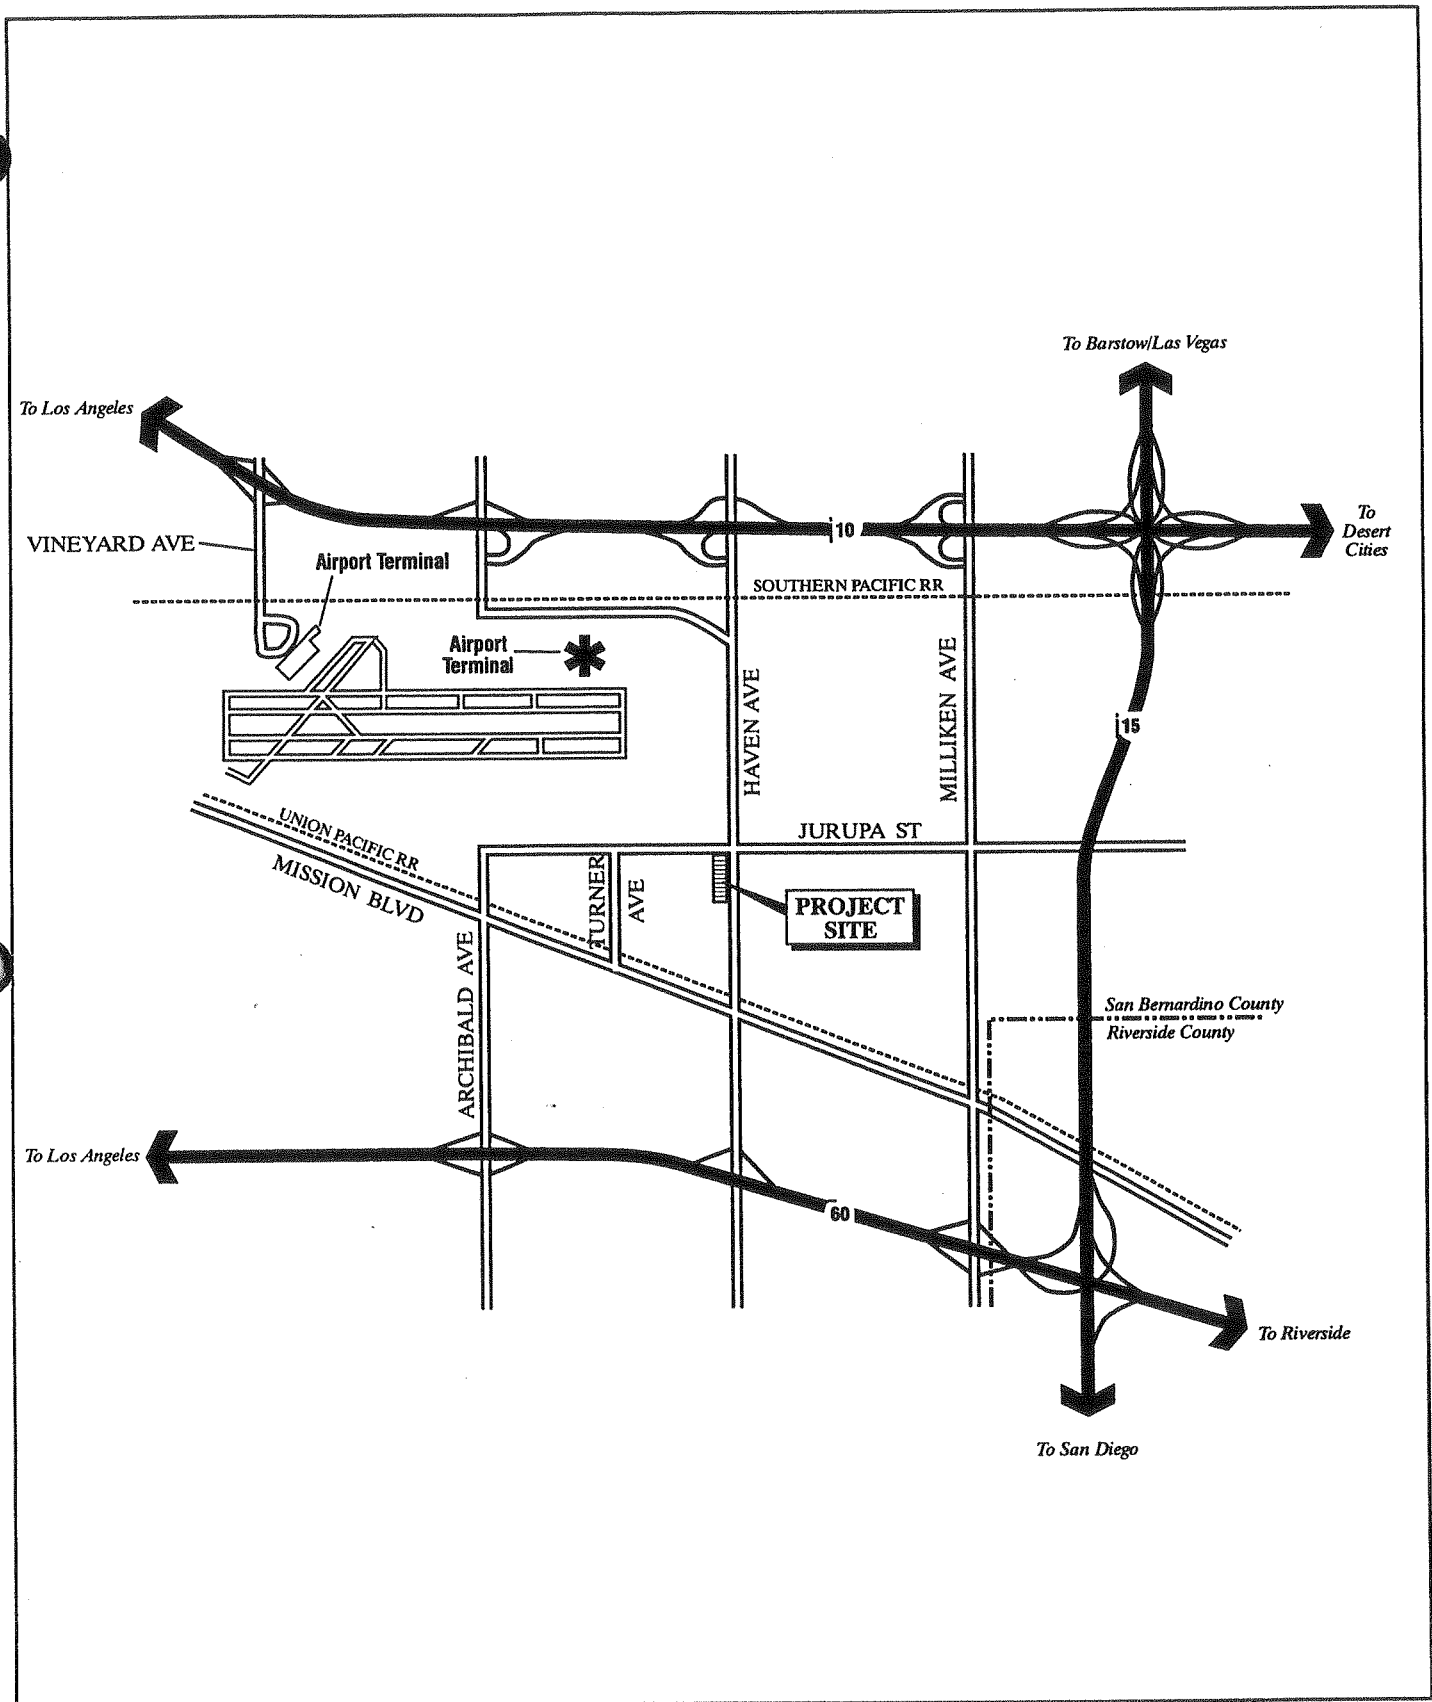 To Barstow/Las Vegas
To Los Angeles
i10
To
Desert
Cities
VINEYARD AVE
Airport Terminal
SOUTHERN PACIFIC RR
Airport
Terminal
HAVEN AVE
MILLIKEN AVE
i15
UNION PACIFIC RR
MISSION BLVD
JURUPA ST
TURNER
AVE
PROJECT
SITE
ARCHIBALD AVE
San Bernardino County
Riverside County
To Los Angeles
60
To Riverside
To San Diego